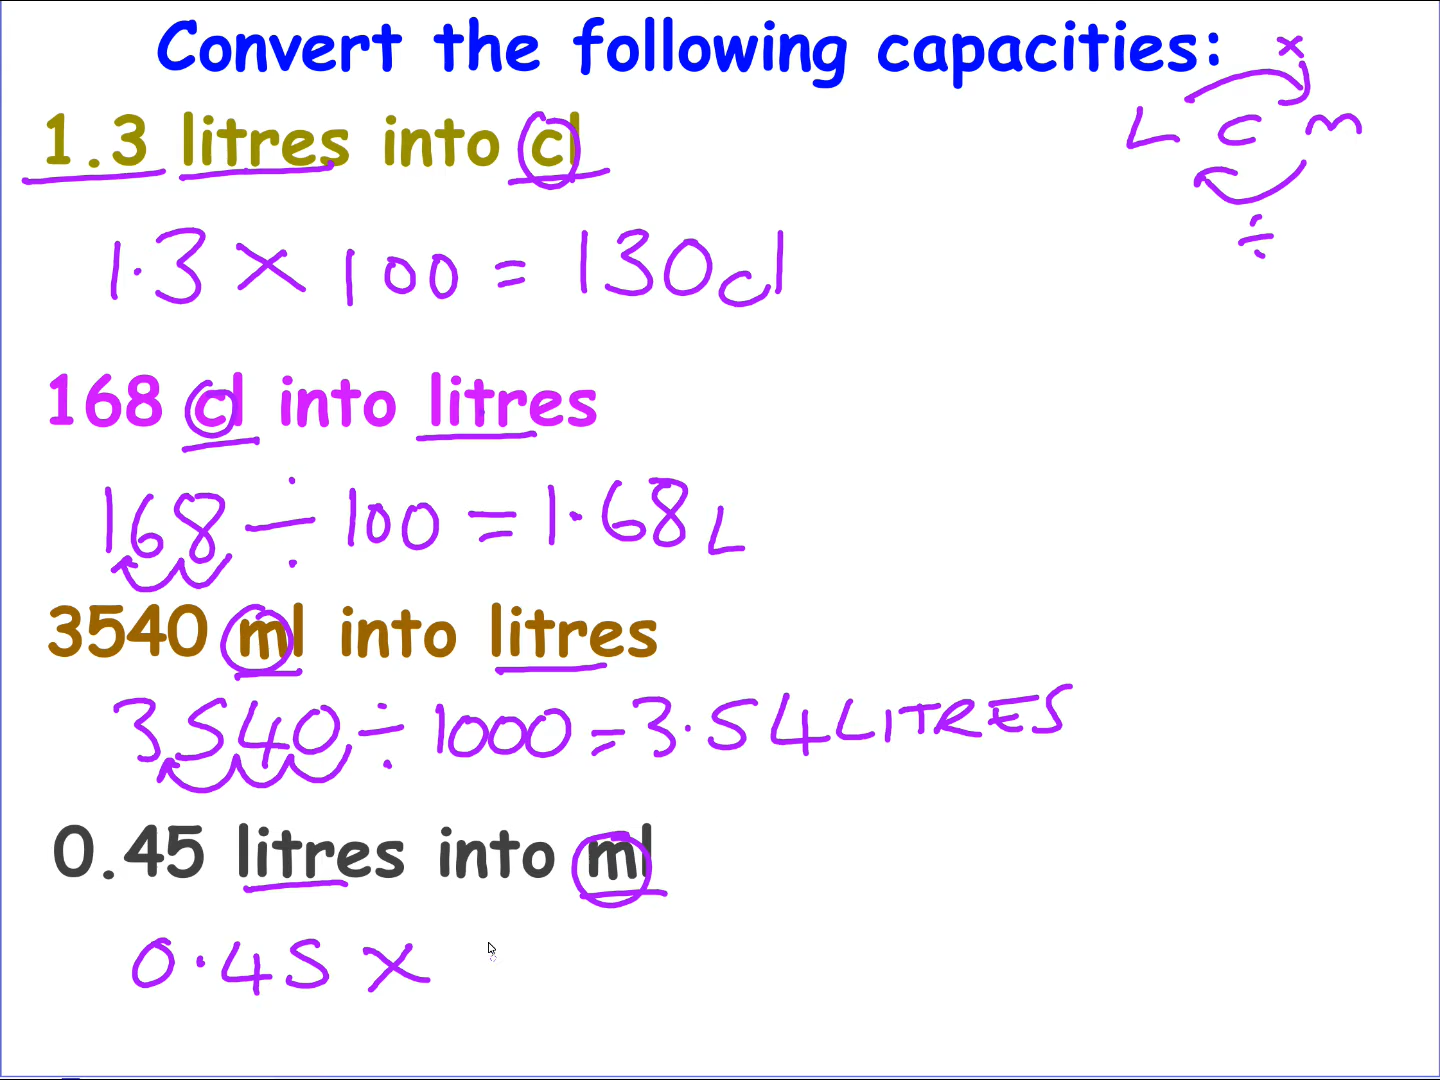 Convert the following capacities:
×
L C m
÷
1.3 litres into cl
1.3 × 100 = 130cl
168 cl into litres
168 ÷ 100 = 1.68 L
3540 ml into litres
3540 ÷ 1000 = 3.54 LITRES
0.45 litres into ml
0.45 ×